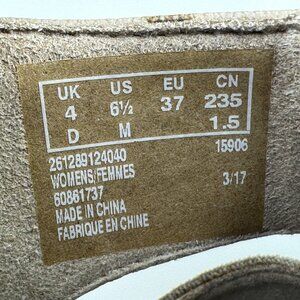 UK US EU CN
4 6½ 37 235
D M 1.5
261289124040 15906
WOMENS/FEMMES
60861737 3/17
MADE IN CHINA
FABRIQUE EN CHINE